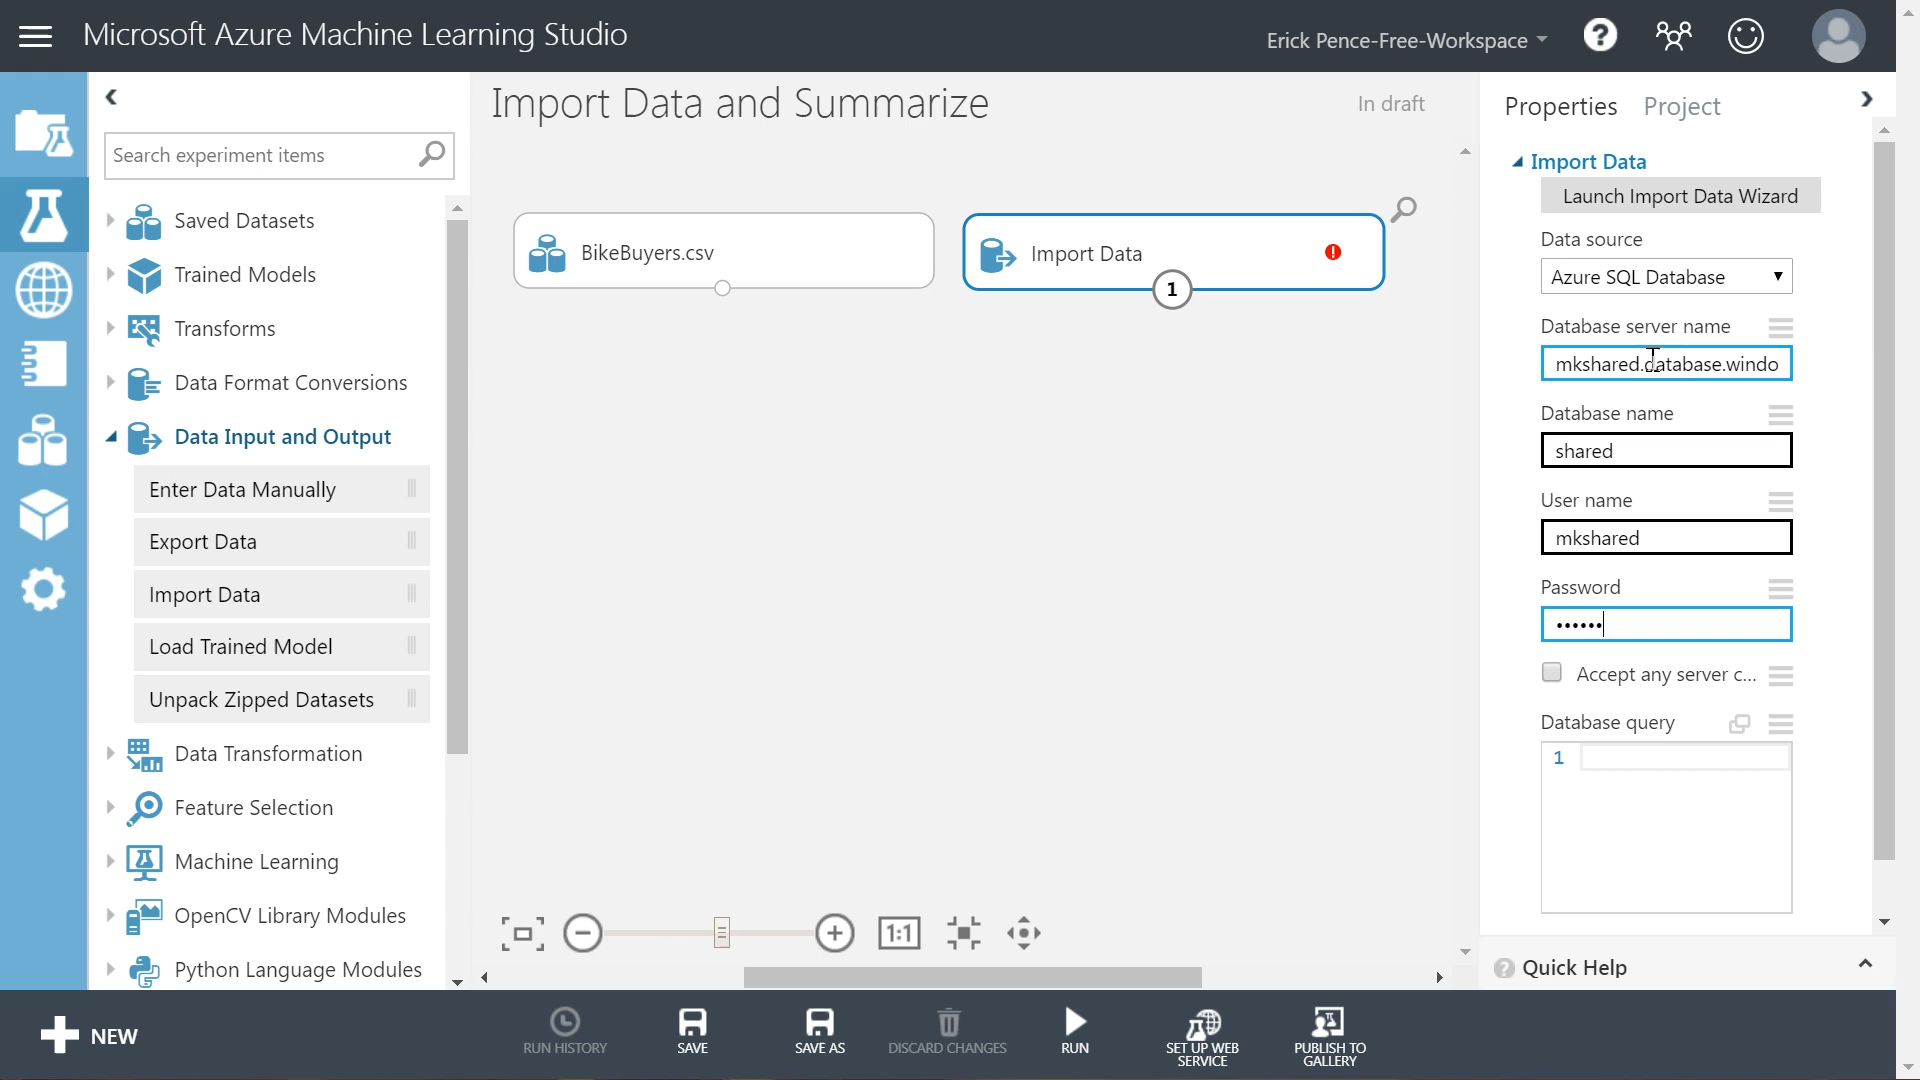 Microsoft Azure Machine Learning Studio
Erick Pence-Free-Workspace
?
Search experiment items
Saved Datasets
Trained Models
Transforms
Data Format Conversions
Data Input and Output
Enter Data Manually
Export Data
Import Data
Load Trained Model
Unpack Zipped Datasets
Data Transformation
Feature Selection
Machine Learning
OpenCV Library Modules
Python Language Modules
Import Data and Summarize
In draft
BikeBuyers.csv
Import Data
!
1
1:1
Properties Project
Import Data
Launch Import Data Wizard
Data source
Azure SQL Database
Database server name
mkshared.database.windo
Database name
shared
User name
mkshared
Password
••••••
Accept any server c...
Database query
1
? Quick Help
NEW
RUN HISTORY
SAVE
SAVE AS
DISCARD CHANGES
RUN
SET UP WEB
SERVICE
PUBLISH TO
GALLERY